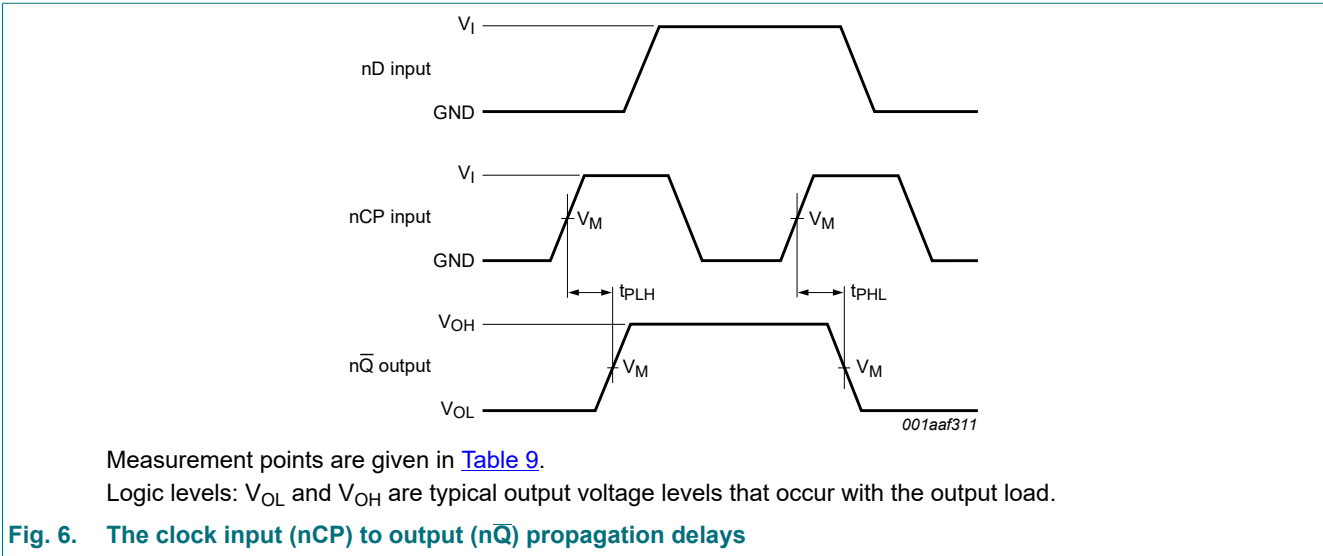 VI
nD input
GND
VI
nCP input
VM
VM
GND
tPLH
tPHL
VOH
nQ̅ output
VM
VM
VOL
001aaf311
Measurement points are given in Table 9.
Logic levels: VOL and VOH are typical output voltage levels that occur with the output load.
Fig. 6. The clock input (nCP) to output (nQ̅) propagation delays